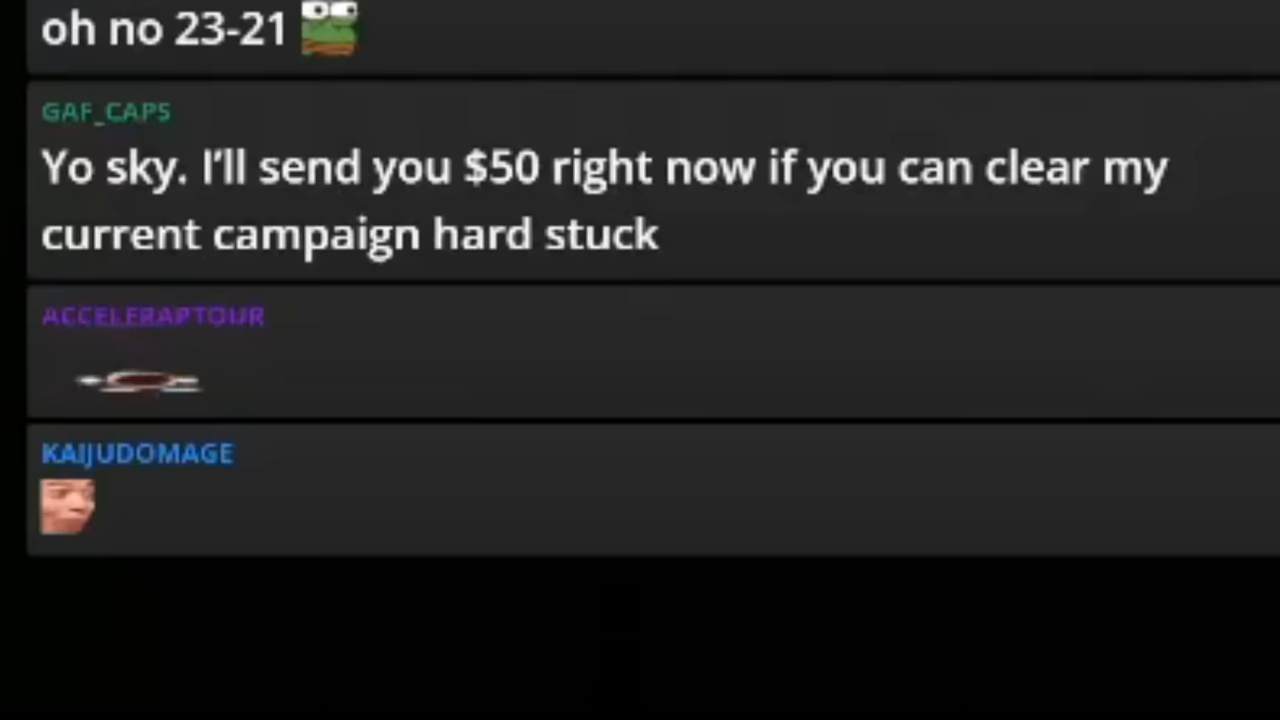 oh no 23-21
GAF_CAPS
Yo sky. I'll send you $50 right now if you can clear my
current campaign hard stuck
ACCELERAPTOUR
KAIJUDOMAGE